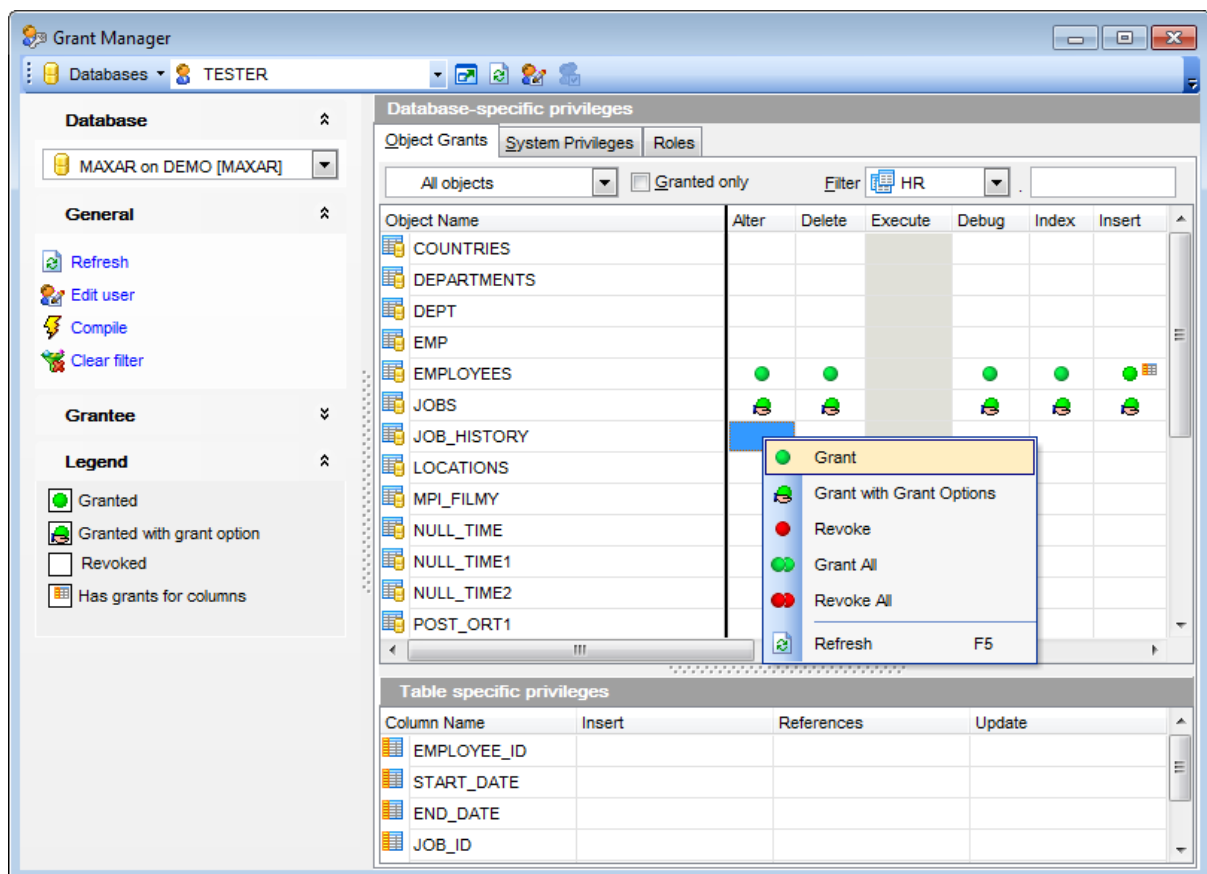 Grant Manager
Databases TESTER
Database
MAXAR on DEMO [MAXAR]
General
Refresh
Edit user
Compile
Clear filter
Grantee
Legend
Granted
Granted with grant option
Revoked
Has grants for columns
Database-specific privileges
Object Grants System Privileges Roles
All objects Granted only Filter HR .
Object Name Alter Delete Execute Debug Index Insert
COUNTRIES
DEPARTMENTS
DEPT
EMP
EMPLOYEES
JOBS
JOB_HISTORY
LOCATIONS
MPI_FILMY
NULL_TIME
NULL_TIME1
NULL_TIME2
POST_ORT1
Grant
Grant with Grant Options
Revoke
Grant All
Revoke All
Refresh F5
Table specific privileges
Column Name Insert References Update
EMPLOYEE_ID
START_DATE
END_DATE
JOB_ID